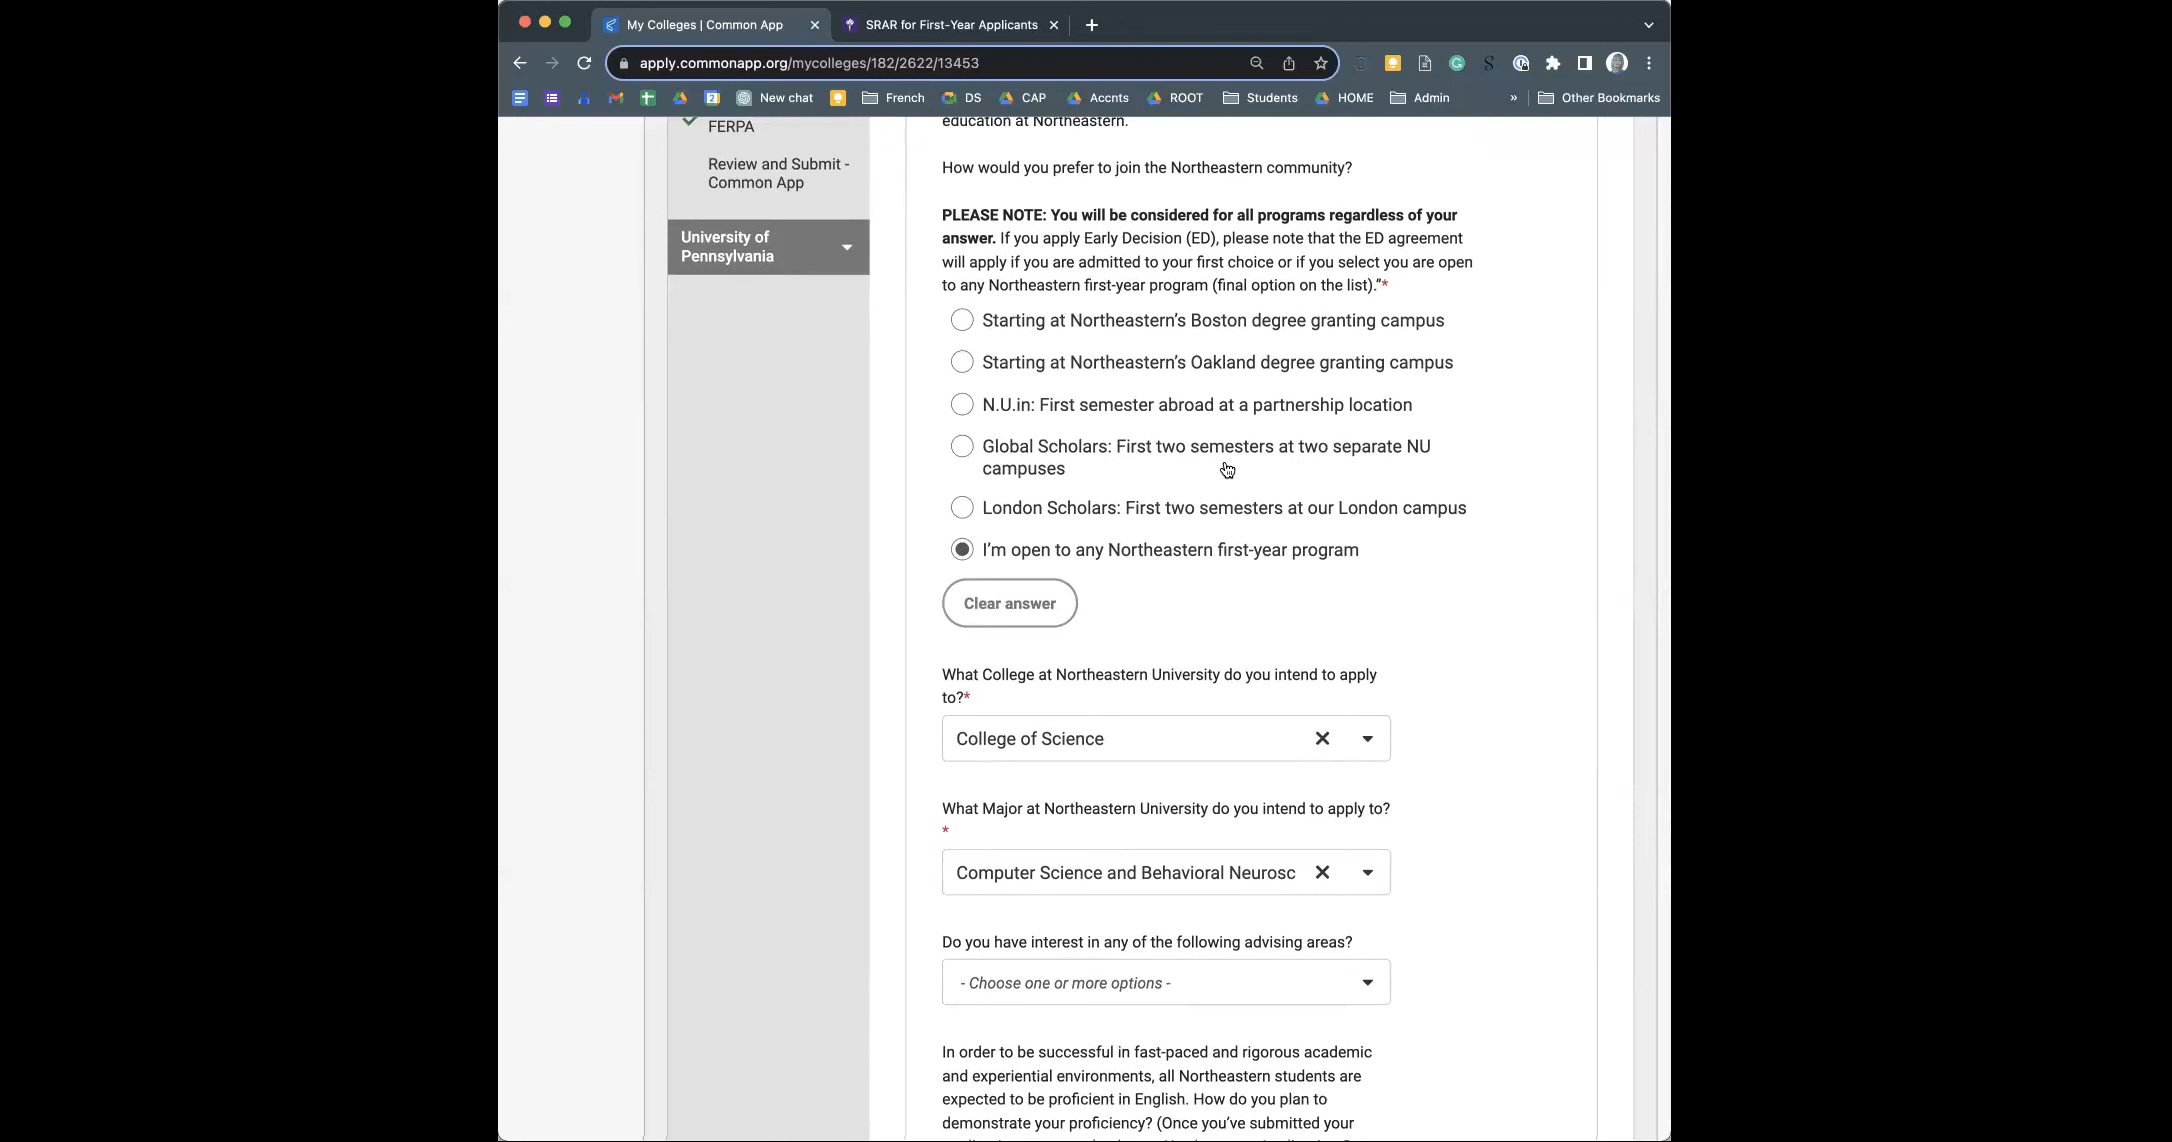 My Colleges | Common App
SRAR for First-Year Applicants
apply.commonapp.org/mycolleges/182/2622/13453
New chat
French
DS
CAP
Accnts
ROOT
Students
HOME
Admin
»
Other Bookmarks
FERPA
Review and Submit -
Common App
University of
Pennsylvania
education at Northeastern.
How would you prefer to join the Northeastern community?
PLEASE NOTE: You will be considered for all programs regardless of your
answer. If you apply Early Decision (ED), please note that the ED agreement
will apply if you are admitted to your first choice or if you select you are open
to any Northeastern first-year program (final option on the list).”*
Starting at Northeastern’s Boston degree granting campus
Starting at Northeastern’s Oakland degree granting campus
N.U.in: First semester abroad at a partnership location
Global Scholars: First two semesters at two separate NU
campuses
London Scholars: First two semesters at our London campus
I’m open to any Northeastern first-year program
Clear answer
What College at Northeastern University do you intend to apply
to?*
College of Science
What Major at Northeastern University do you intend to apply to?
*
Computer Science and Behavioral Neurosc
Do you have interest in any of the following advising areas?
- Choose one or more options -
In order to be successful in fast-paced and rigorous academic
and experiential environments, all Northeastern students are
expected to be proficient in English. How do you plan to
demonstrate your proficiency? (Once you’ve submitted your